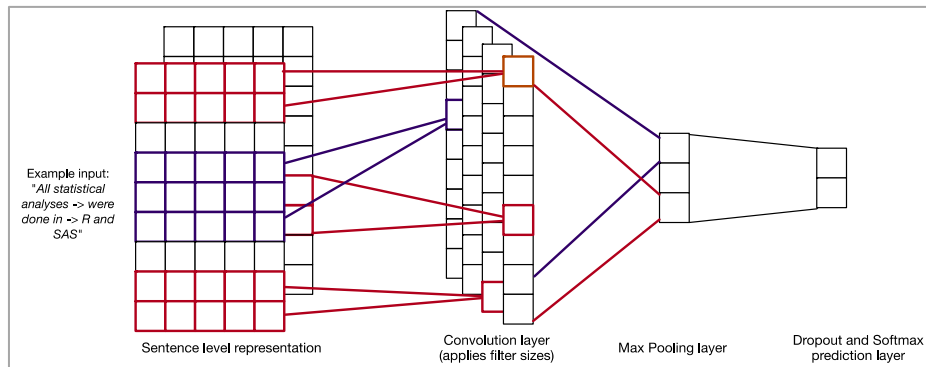 Example input:
"All statistical
analyses -> were
done in -> R and
SAS"
Sentence level representation
Convolution layer
(applies filter sizes)
Max Pooling layer
Dropout and Softmax
prediction layer